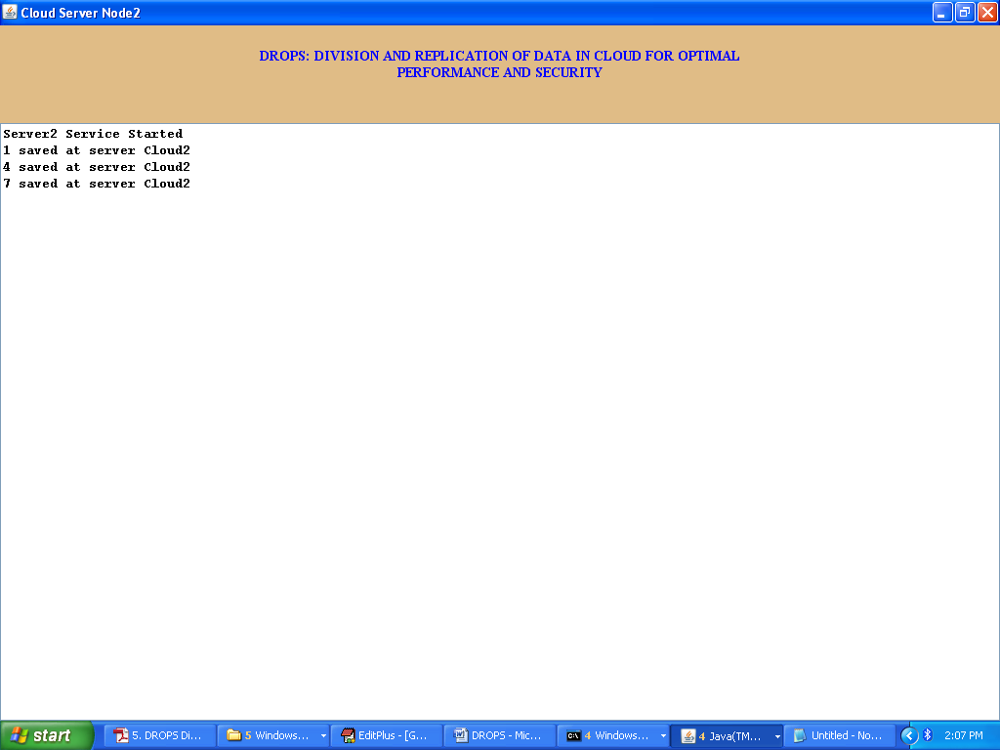 Cloud Server Node2
DROPS: DIVISION AND REPLICATION OF DATA IN CLOUD FOR OPTIMAL
PERFORMANCE AND SECURITY
Server2 Service Started
1 saved at server Cloud2
4 saved at server Cloud2
7 saved at server Cloud2
start
5. DROPS Di...
5 Windows...
EditPlus - [G...
DROPS - Mic...
4 Windows...
4 Java(TM...
Untitled - No...
2:07 PM